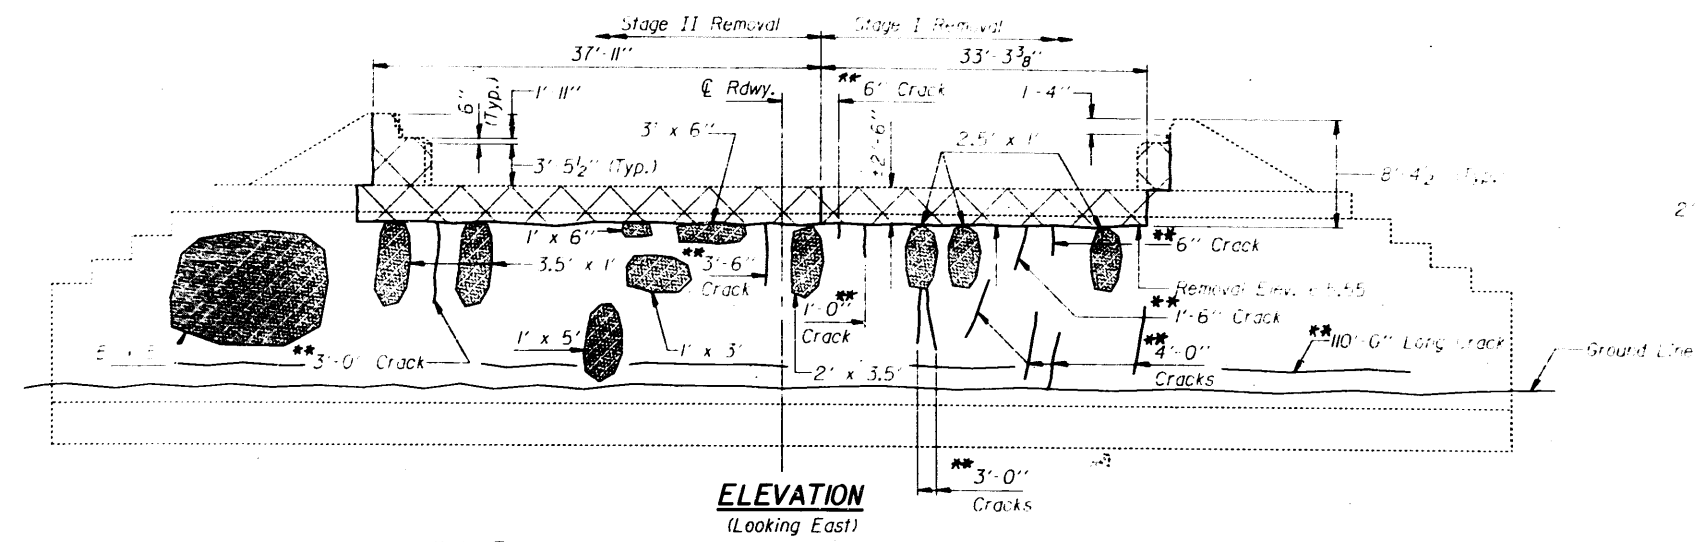 Stage II Removal
Stage I Removal
37'-11"
33'-3 3/8"
6"
(Typ.)
1'-11"
℄ Rdwy.
** 6" Crack
1'-4"
3' x 6"
±2'-6"
2.5' x 1'
3'-5 1/2" (Typ.)
8'-4 1/2" (Typ.)
2'
1' x 6"
** 6" Crack
3.5' x 1'
** 3'-6"
Crack
Removal Elev.
** 1'-0"
Crack
** 1'-6" Crack
1' x 5'
** 3'-0" Crack
1' x 3'
** 4'-0"
Cracks
** 110'-0" Long Crack
Ground Line
2' x 3.5'
** 3'-0"
Cracks
ELEVATION
(Looking East)